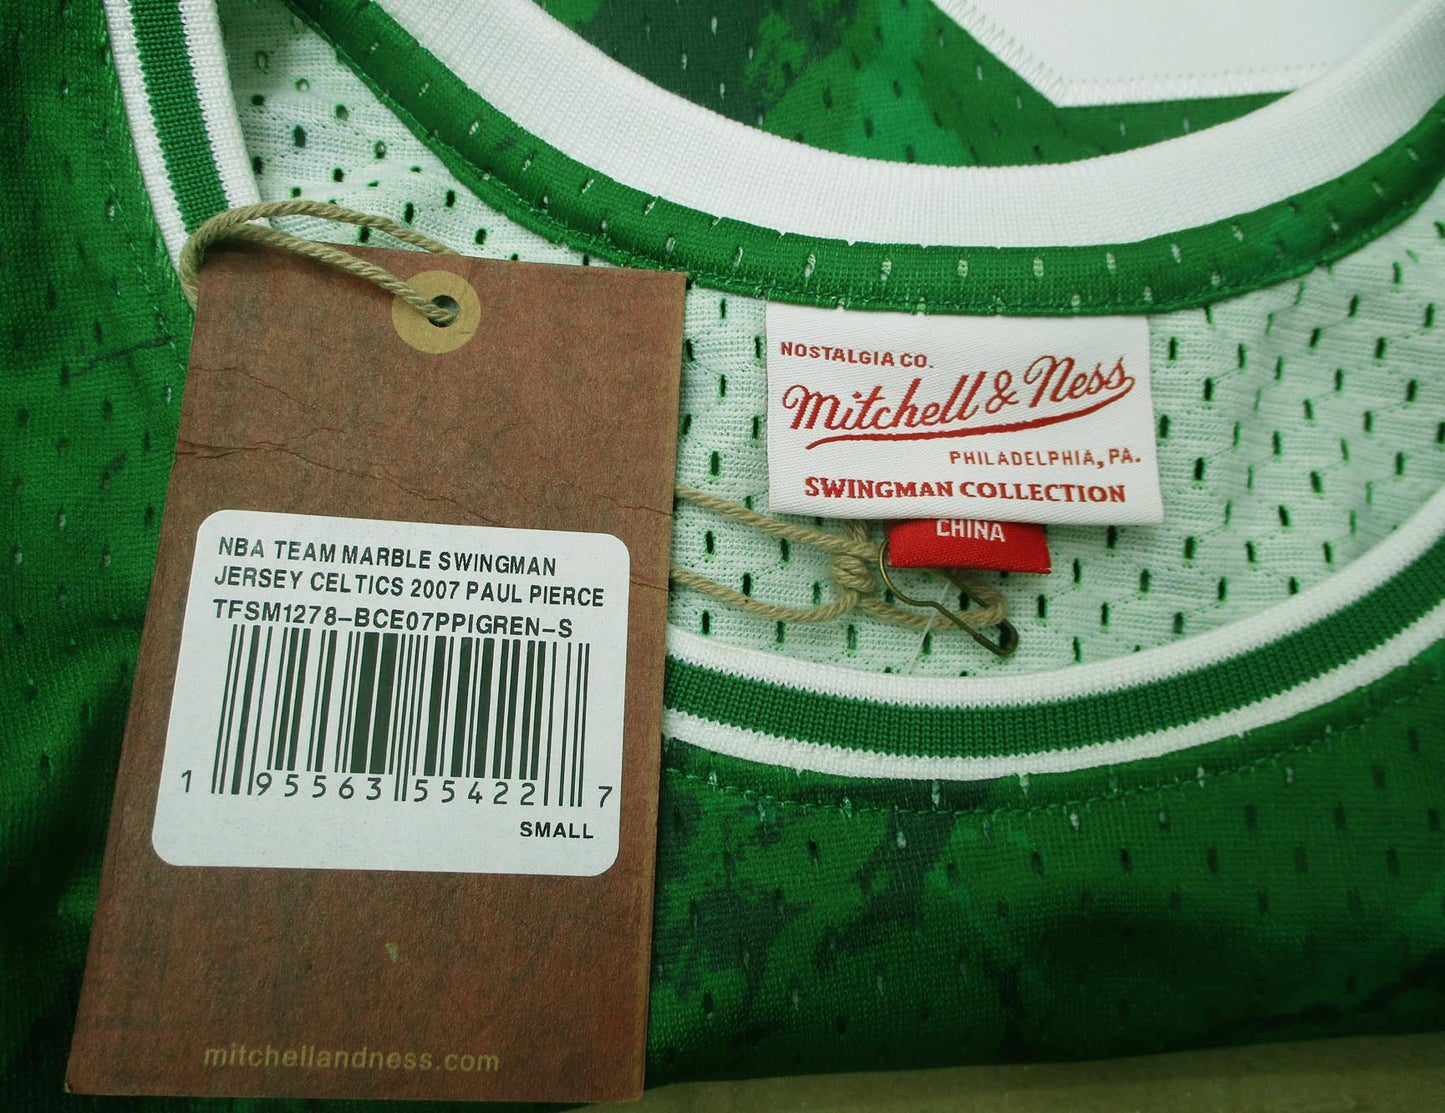 NBA TEAM MARBLE SWINGMAN
JERSEY CELTICS 2007 PAUL PIERCE
TFSM1278-BCE07PPIGREN-S
1 95563 55422 7
SMALL
mitchellandness.com
NOSTALGIA CO.
Mitchell & Ness
PHILADELPHIA, PA.
SWINGMAN COLLECTION
CHINA